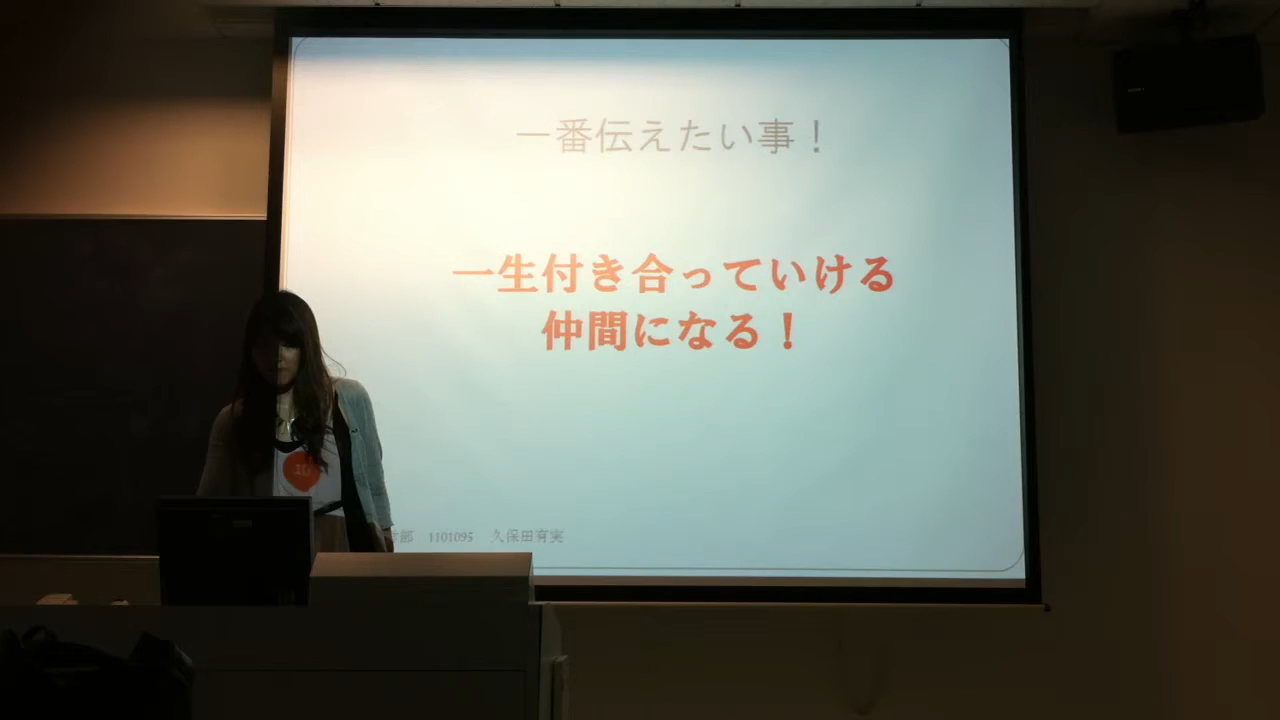 一番伝えたい事！
一生付き合っていける
仲間になる！
部 1101095 久保田有実